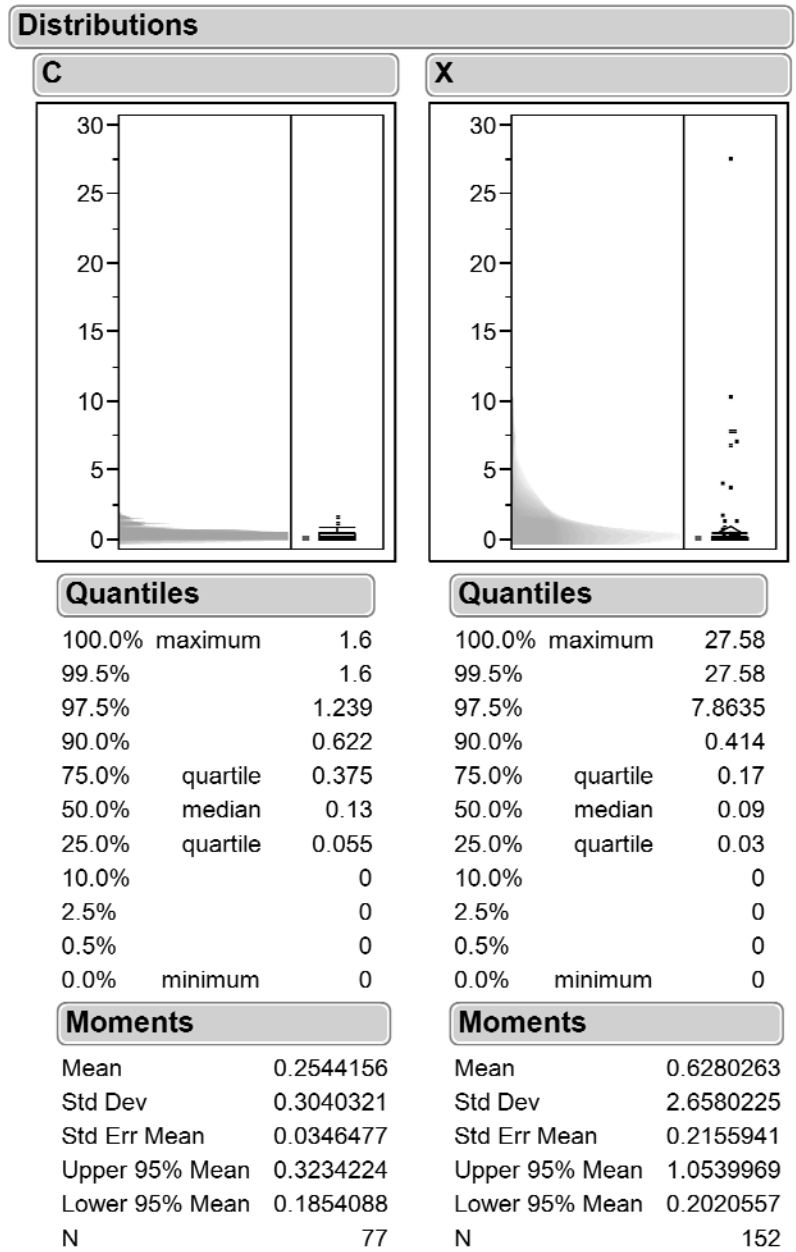 Distributions
C
30
25
20
15
10
5
0
Quantiles
100.0% maximum 1.6
99.5% 1.6
97.5% 1.239
90.0% 0.622
75.0% quartile 0.375
50.0% median 0.13
25.0% quartile 0.055
10.0% 0
2.5% 0
0.5% 0
0.0% minimum 0
Moments
Mean 0.2544156
Std Dev 0.3040321
Std Err Mean 0.0346477
Upper 95% Mean 0.3234224
Lower 95% Mean 0.1854088
N 77
X
30
25
20
15
10
5
0
Quantiles
100.0% maximum 27.58
99.5% 27.58
97.5% 7.8635
90.0% 0.414
75.0% quartile 0.17
50.0% median 0.09
25.0% quartile 0.03
10.0% 0
2.5% 0
0.5% 0
0.0% minimum 0
Moments
Mean 0.6280263
Std Dev 2.6580225
Std Err Mean 0.2155941
Upper 95% Mean 1.0539969
Lower 95% Mean 0.2020557
N 152